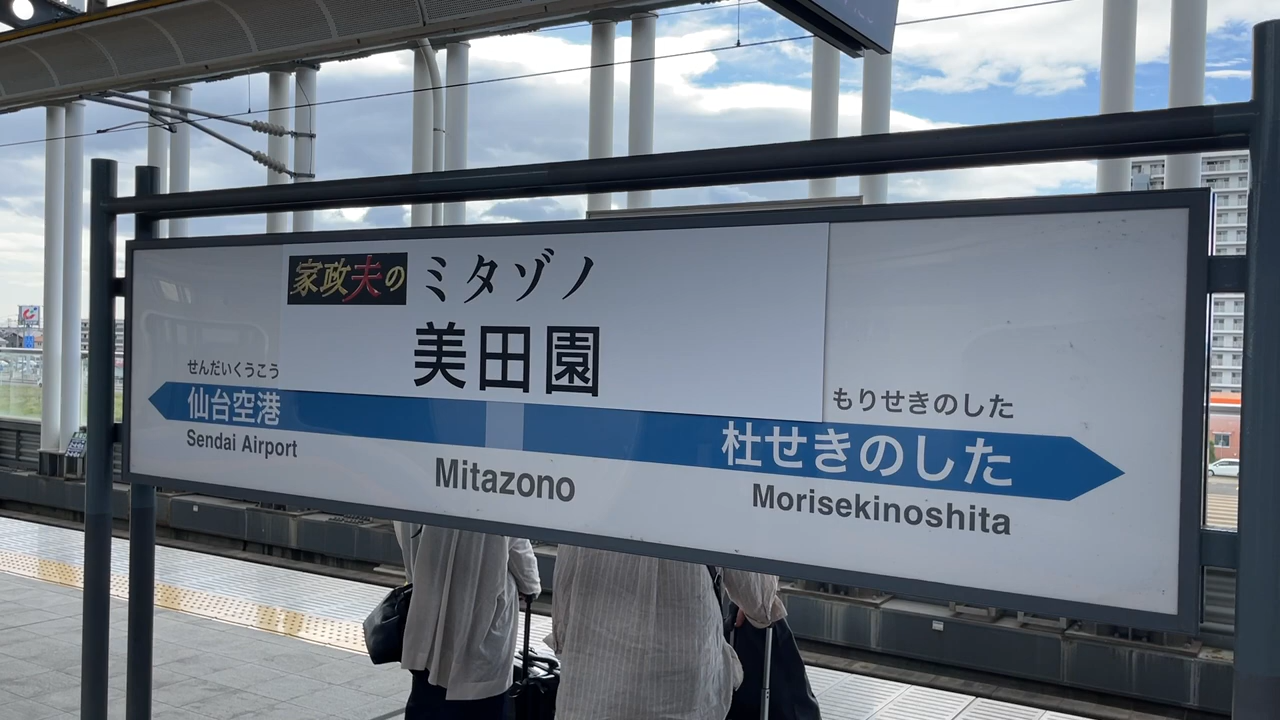 家政夫のミタゾノ
美田園
せんだいくうこう
仙台空港
Sendai Airport
Mitazono
もりせきのした
杜せきのした
Morisekinoshita